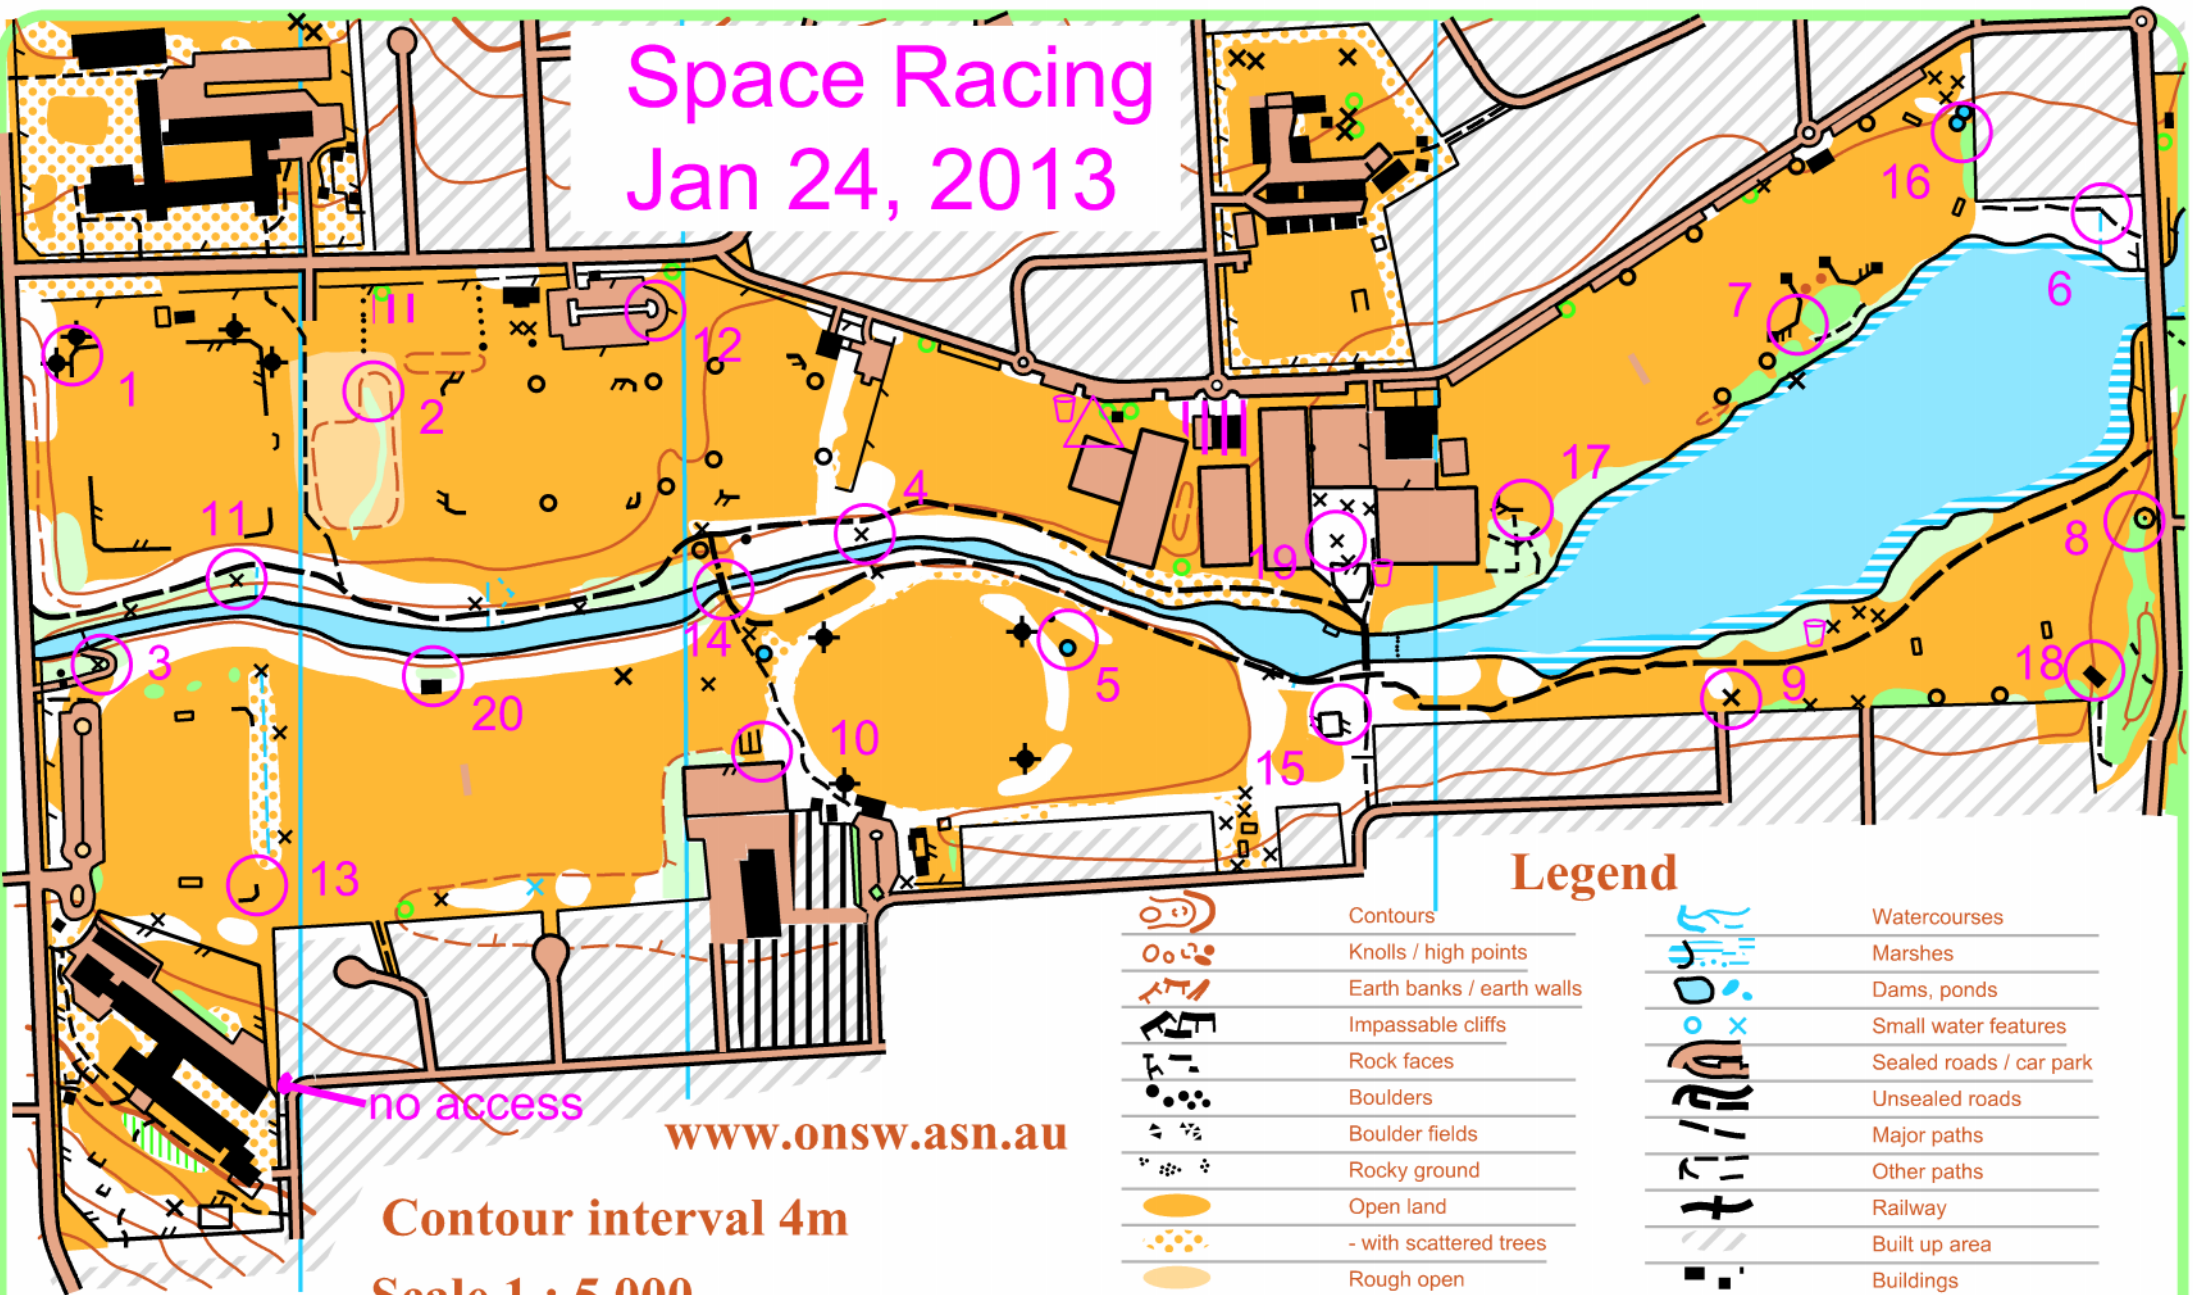 Space Racing
Jan 24, 2013
16
6
7
12
1
2
17
4
11
8
19
14
3
5
18
9
20
10
15
13
no access
www.onsw.asn.au
Contour interval 4m
Scale 1 : 5 000
Legend
Contours
Knolls / high points
Earth banks / earth walls
Impassable cliffs
Rock faces
Boulders
Boulder fields
Rocky ground
Open land
- with scattered trees
Rough open
Watercourses
Marshes
Dams, ponds
Small water features
Sealed roads / car park
Unsealed roads
Major paths
Other paths
Railway
Built up area
Buildings